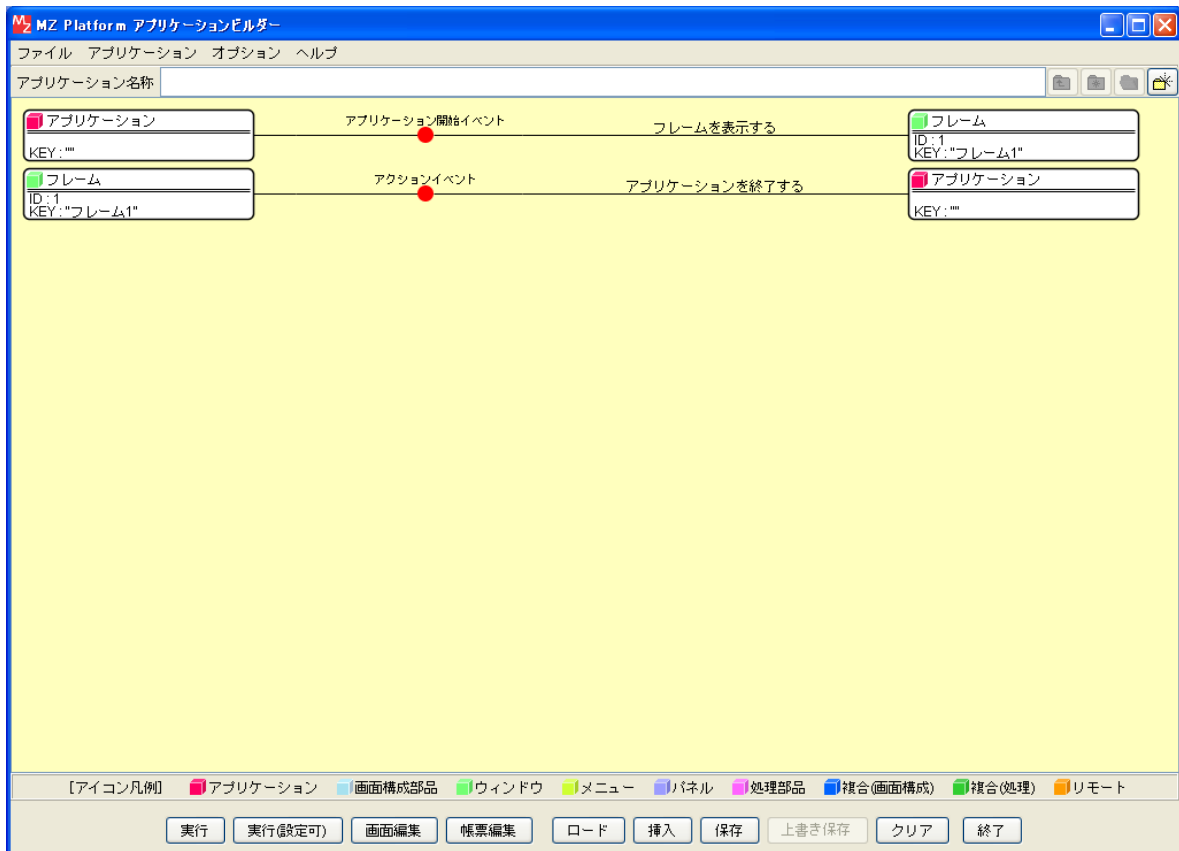 MZ MZ Platform アプリケーションビルダー
ファイル アプリケーション オプション ヘルプ
アプリケーション名称
アプリケーション アプリケーション開始イベント フレームを表示する フレーム
KEY:"" ID:1
KEY:"フレーム1"
フレーム アクションイベント アプリケーションを終了する アプリケーション
ID:1
KEY:"フレーム1" KEY:""
[アイコン凡例] アプリケーション 画面構成部品 ウィンドウ メニュー パネル 処理部品 複合(画面構成) 複合(処理) リモート
実行 実行(設定可) 画面編集 帳票編集 ロード 挿入 保存 上書き保存 クリア 終了